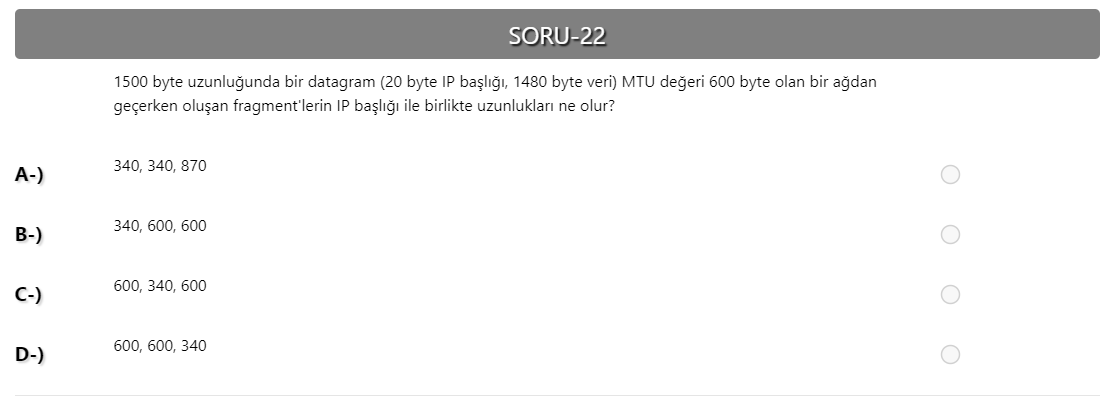 SORU-22
1500 byte uzunluğunda bir datagram (20 byte IP başlığı, 1480 byte veri) MTU değeri 600 byte olan bir ağdan
geçerken oluşan fragment'lerin IP başlığı ile birlikte uzunlukları ne olur?
A-) 340, 340, 870
B-) 340, 600, 600
C-) 600, 340, 600
D-) 600, 600, 340